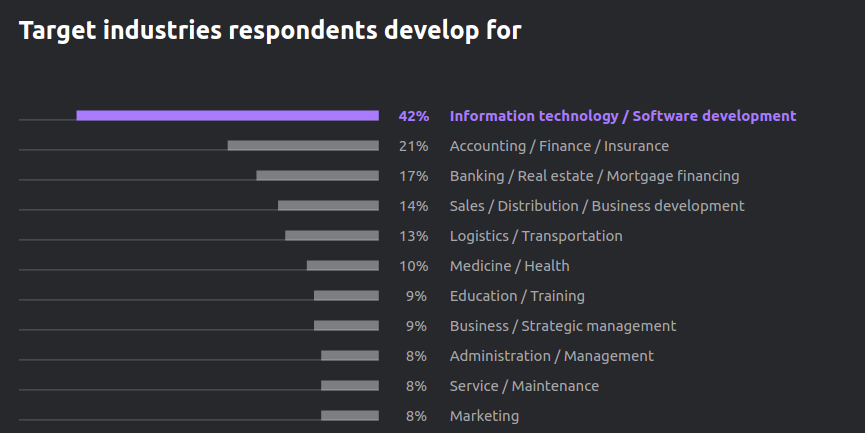 Target industries respondents develop for
42% Information technology / Software development
21% Accounting / Finance / Insurance
17% Banking / Real estate / Mortgage financing
14% Sales / Distribution / Business development
13% Logistics / Transportation
10% Medicine / Health
9% Education / Training
9% Business / Strategic management
8% Administration / Management
8% Service / Maintenance
8% Marketing